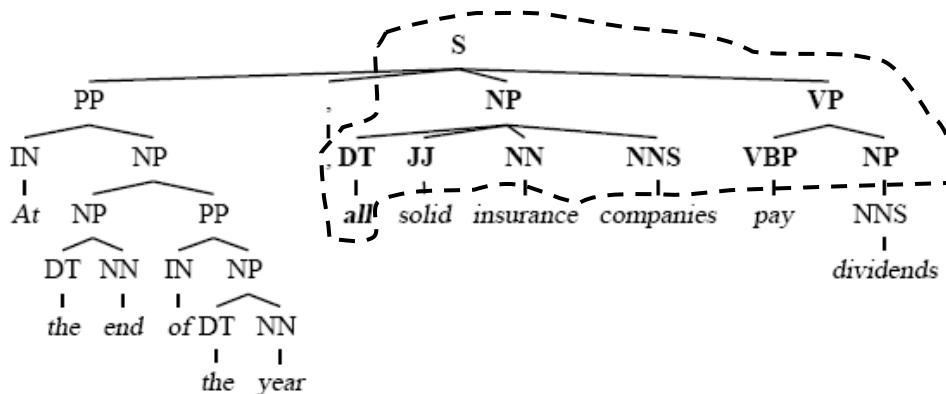 S
PP , NP VP
IN NP , DT JJ NN NNS VBP NP
At NP PP all solid insurance companies pay NNS
DT NN IN NP dividends
the end of DT NN
the year